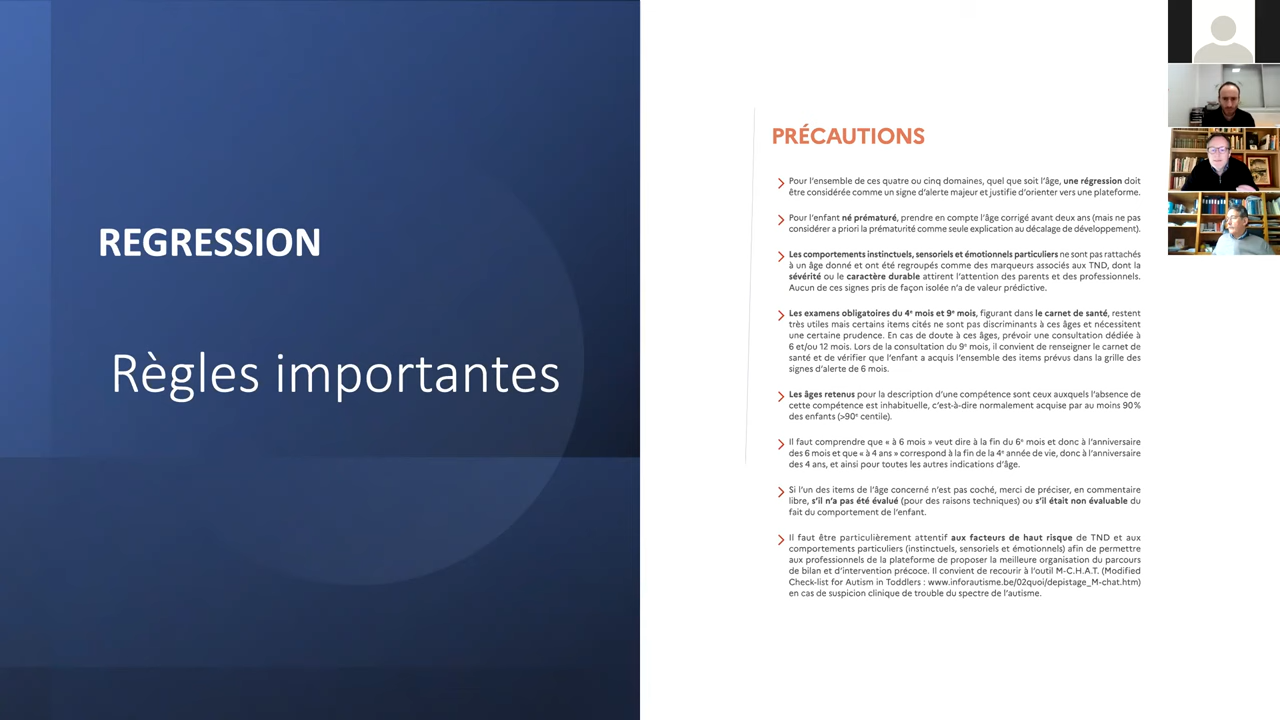 REGRESSION
Règles importantes
PRÉCAUTIONS
Pour l'ensemble de ces quatre ou cinq domaines, quel que soit l'âge, une régression doit
être considérée comme un signe d'alerte majeur et justifie d'orienter vers une plateforme.
Pour l'enfant né prématuré, prendre en compte l'âge corrigé avant deux ans (mais ne pas
considérer a priori la prématurité comme seule explication au décalage de développement).
Les comportements instinctuels, sensoriels et émotionnels particuliers ne sont pas rattachés
à un âge donné et ont été regroupés comme des marqueurs associés aux TND, dont la
sévérité ou le caractère durable attirent l'attention des parents et des professionnels.
Aucun de ces signes pris de façon isolée n'a de valeur prédictive.
Les examens obligatoires du 4e mois et 9e mois, figurant dans le carnet de santé, restent
très utiles mais certains items cités ne sont pas discriminants à ces âges et nécessitent
une certaine prudence. En cas de doute à ces âges, prévoir une consultation dédiée à
6 et/ou 12 mois. Lors de la consultation du 9e mois, il convient de renseigner le carnet de
santé et de vérifier que l'enfant a acquis l'ensemble des items prévus dans la grille des
signes d'alerte de 6 mois.
Les âges retenus pour la description d'une compétence sont ceux auxquels l'absence de
cette compétence est inhabituelle, c'est-à-dire normalement acquise par au moins 90%
des enfants (>90e centile).
Il faut comprendre que « à 6 mois » veut dire à la fin du 6e mois et donc à l'anniversaire
des 6 mois et que « à 4 ans » correspond à la fin de la 4e année de vie, donc à l'anniversaire
des 4 ans, et ainsi pour toutes les autres indications d'âge.
Si l'un des items de l'âge concerné n'est pas coché, merci de préciser, en commentaire
libre, s'il n'a pas été évalué (pour des raisons techniques) ou s'il était non évaluable du
fait du comportement de l'enfant.
Il faut être particulièrement attentif aux facteurs de haut risque de TND et aux
comportements particuliers (instinctuels, sensoriels et émotionnels) afin de permettre
aux professionnels de la plateforme de proposer la meilleure organisation du parcours
de bilan et d'intervention précoce. Il convient de recourir à l'outil M-C.H.A.T. (Modified
Check-list for Autism in Toddlers : www.inforautisme.be/02quoi/depistage_M-chat.htm)
en cas de suspicion clinique de trouble du spectre de l'autisme.